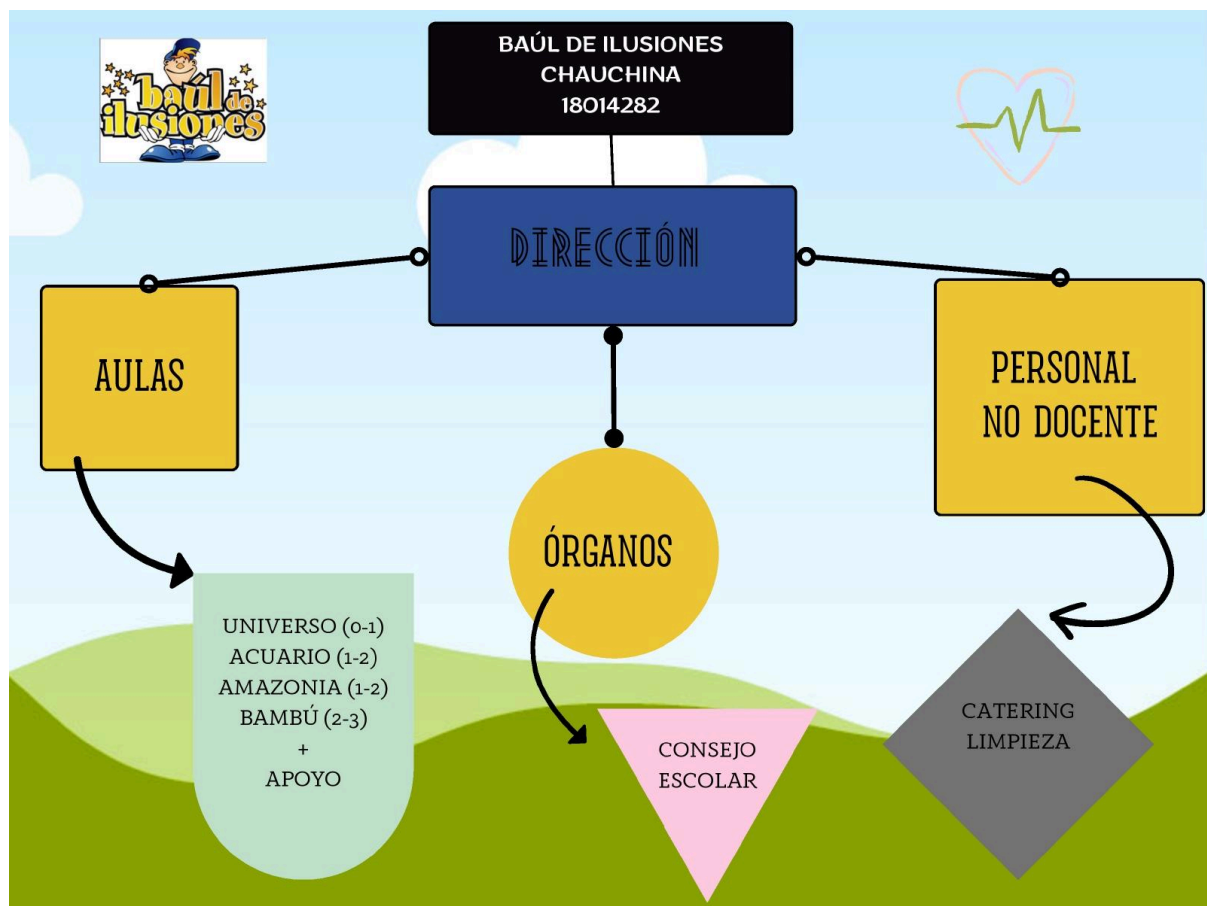 baúl de
ilusiones
BAÚL DE ILUSIONES
CHAUCHINA
18014282
DIRECCIÓN
AULAS
PERSONAL
NO DOCENTE
ÓRGANOS
UNIVERSO (0-1)
ACUARIO (1-2)
AMAZONIA (1-2)
BAMBÚ (2-3)
+
APOYO
CONSEJO
ESCOLAR
CATERING
LIMPIEZA